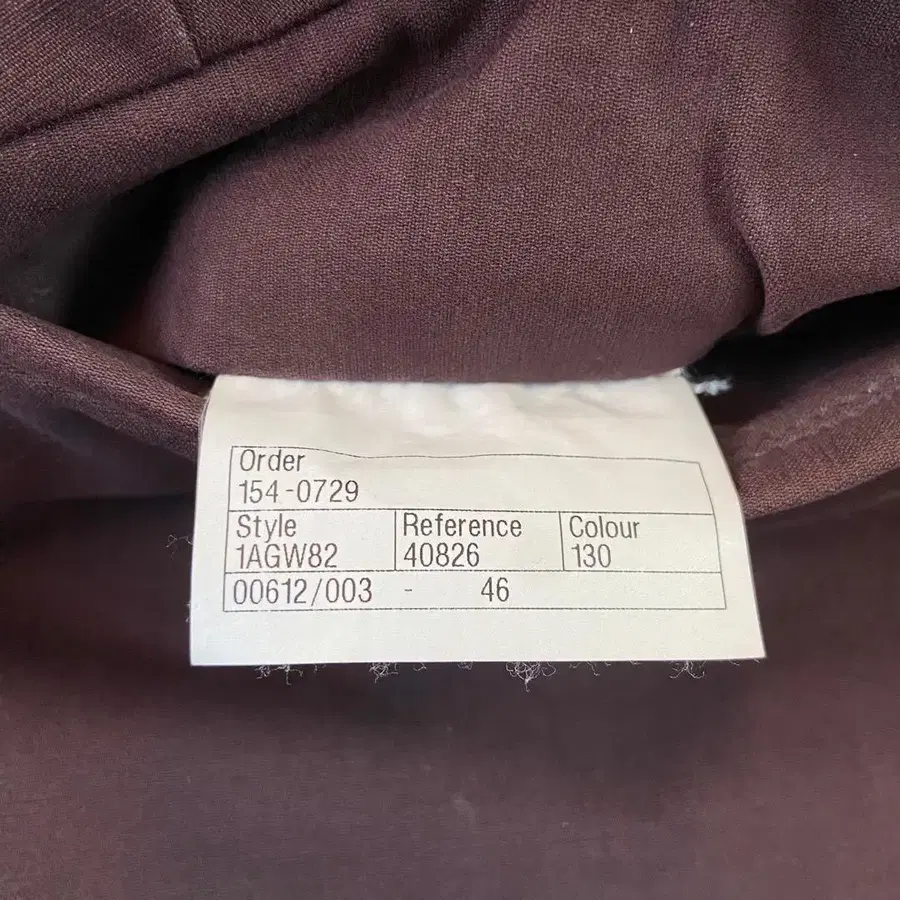 Order
154-0729
Style Reference Colour
1AGW82 40826 130
00612/003 - 46